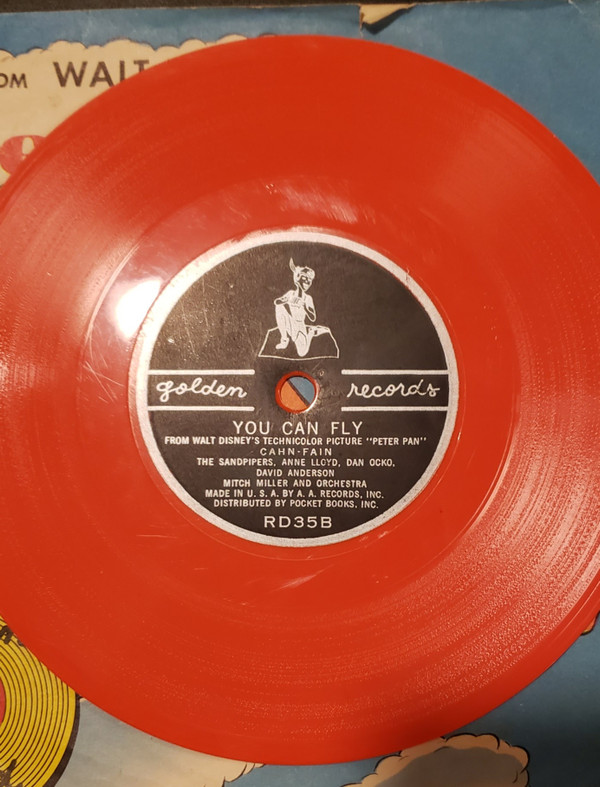 OM WALT
golden records
YOU CAN FLY
FROM WALT DISNEY'S TECHNICOLOR PICTURE "PETER PAN"
CAHN-FAIN
THE SANDPIPERS, ANNE LLOYD, DAN OCKO,
DAVID ANDERSON
MITCH MILLER AND ORCHESTRA
MADE IN U. S. A. BY A. A. RECORDS, INC.
DISTRIBUTED BY POCKET BOOKS, INC.
RD35B